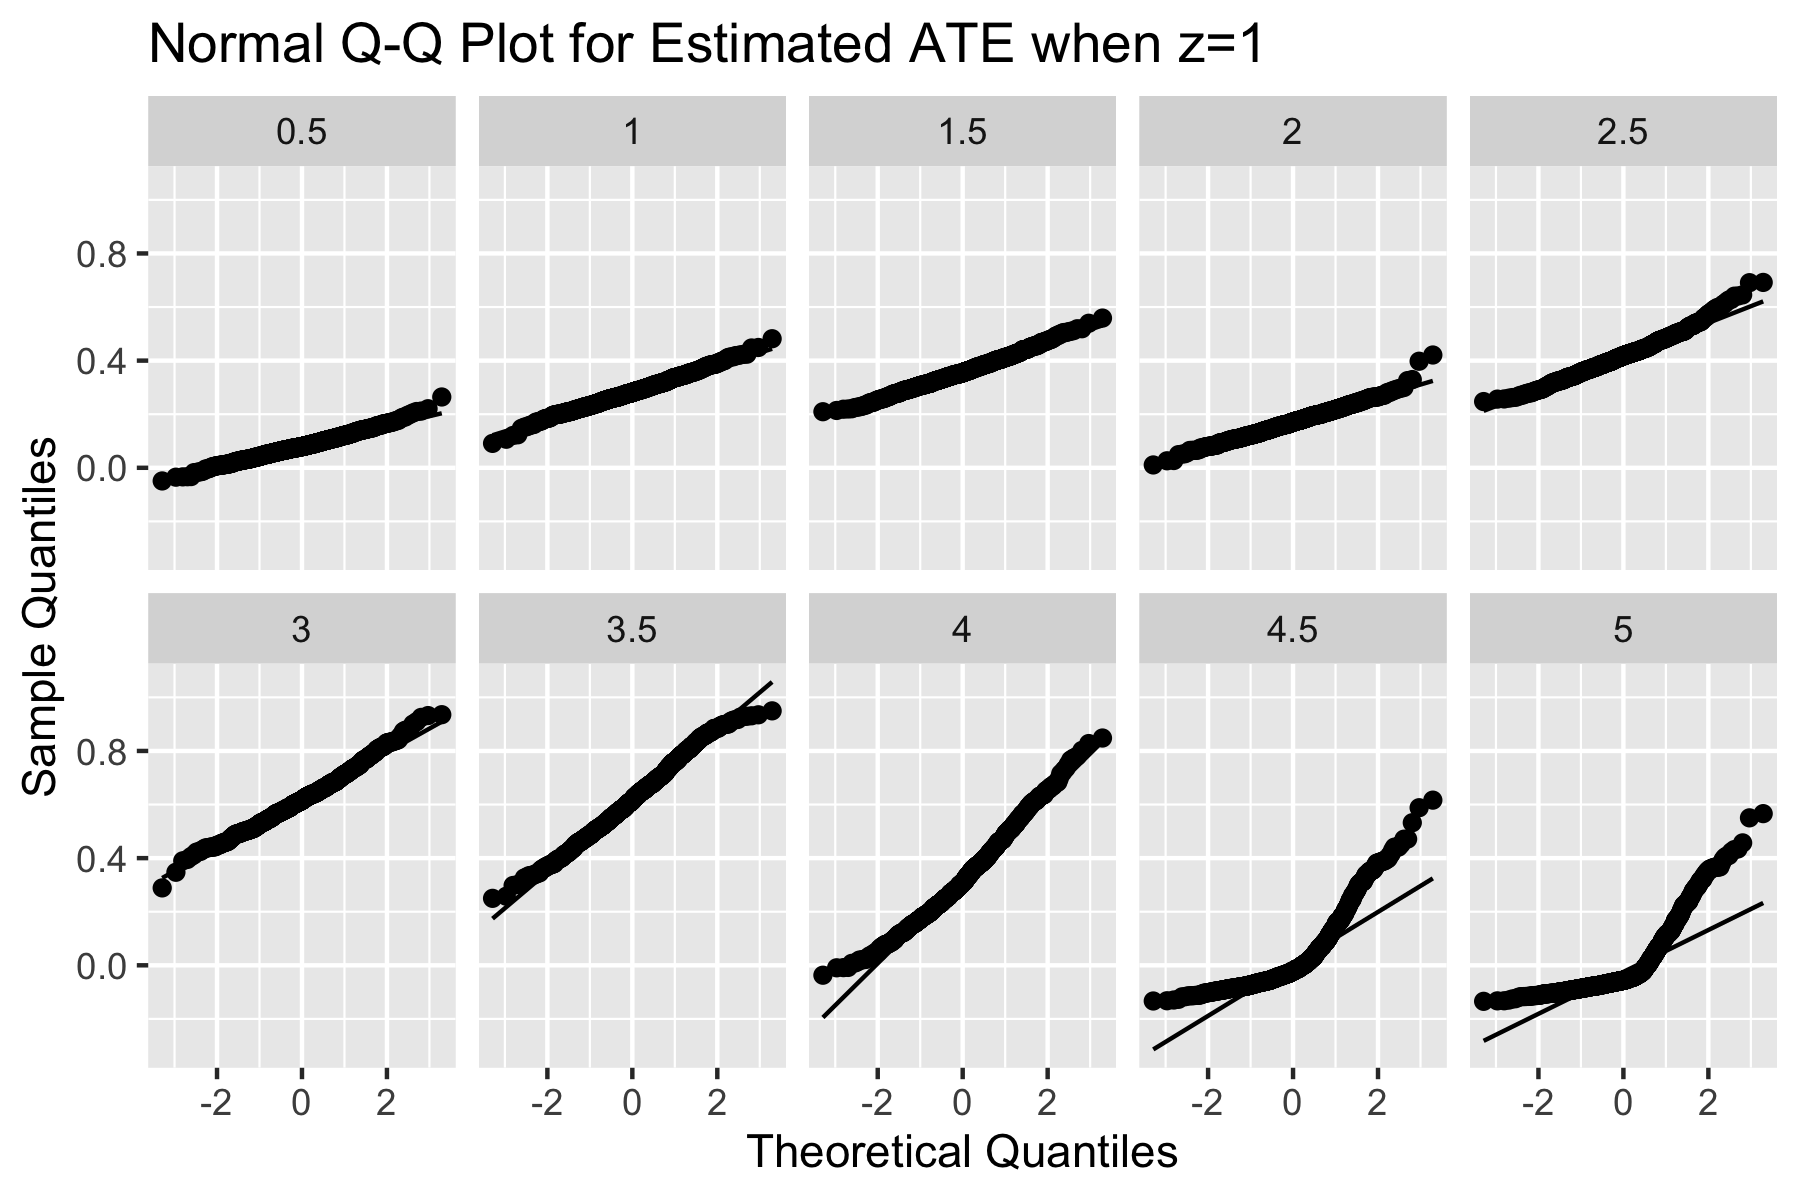 Normal Q-Q Plot for Estimated ATE when z=1
0.5 1 1.5 2 2.5
0.8
0.4
0.0
3 3.5 4 4.5 5
0.8
0.4
0.0
-2 0 2 -2 0 2 -2 0 2 -2 0 2 -2 0 2
Sample Quantiles
Theoretical Quantiles